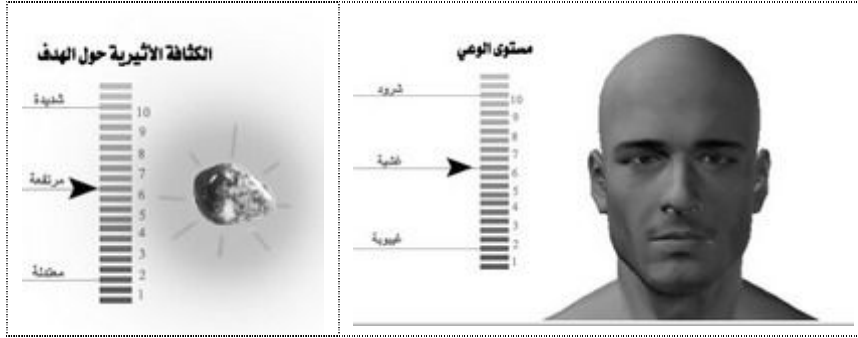 مستوى الوعي
شرود
10
9
8
7
غشية
6
5
4
3
غيبوبة
2
1
الكثافة الأثيرية حول الهدف
شديدة
10
9
8
7
مرتفعة
6
5
4
3
معتدلة
2
1